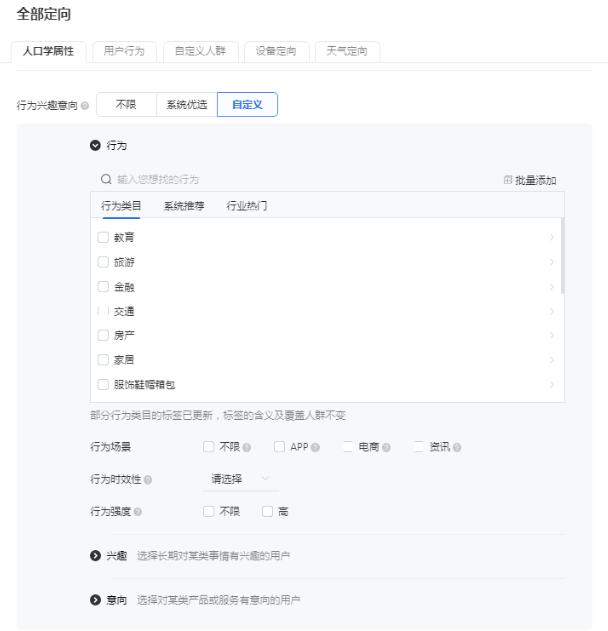 全部定向
人口学属性 用户行为 自定义人群 设备定向 天气定向
行为兴趣意向 不限 系统优选 自定义
行为
输入您想找的行为 批量添加
行为类目 系统推荐 行业热门
教育
旅游
金融
交通
房产
家居
服饰鞋帽箱包
部分行为类目的标签已更新，标签的含义及覆盖人群不变
行为场景 不限 APP 电商 资讯
行为时效性 请选择
行为强度 不限 高
兴趣 选择长期对某类事情有兴趣的用户
意向 选择对某类产品或服务有意向的用户